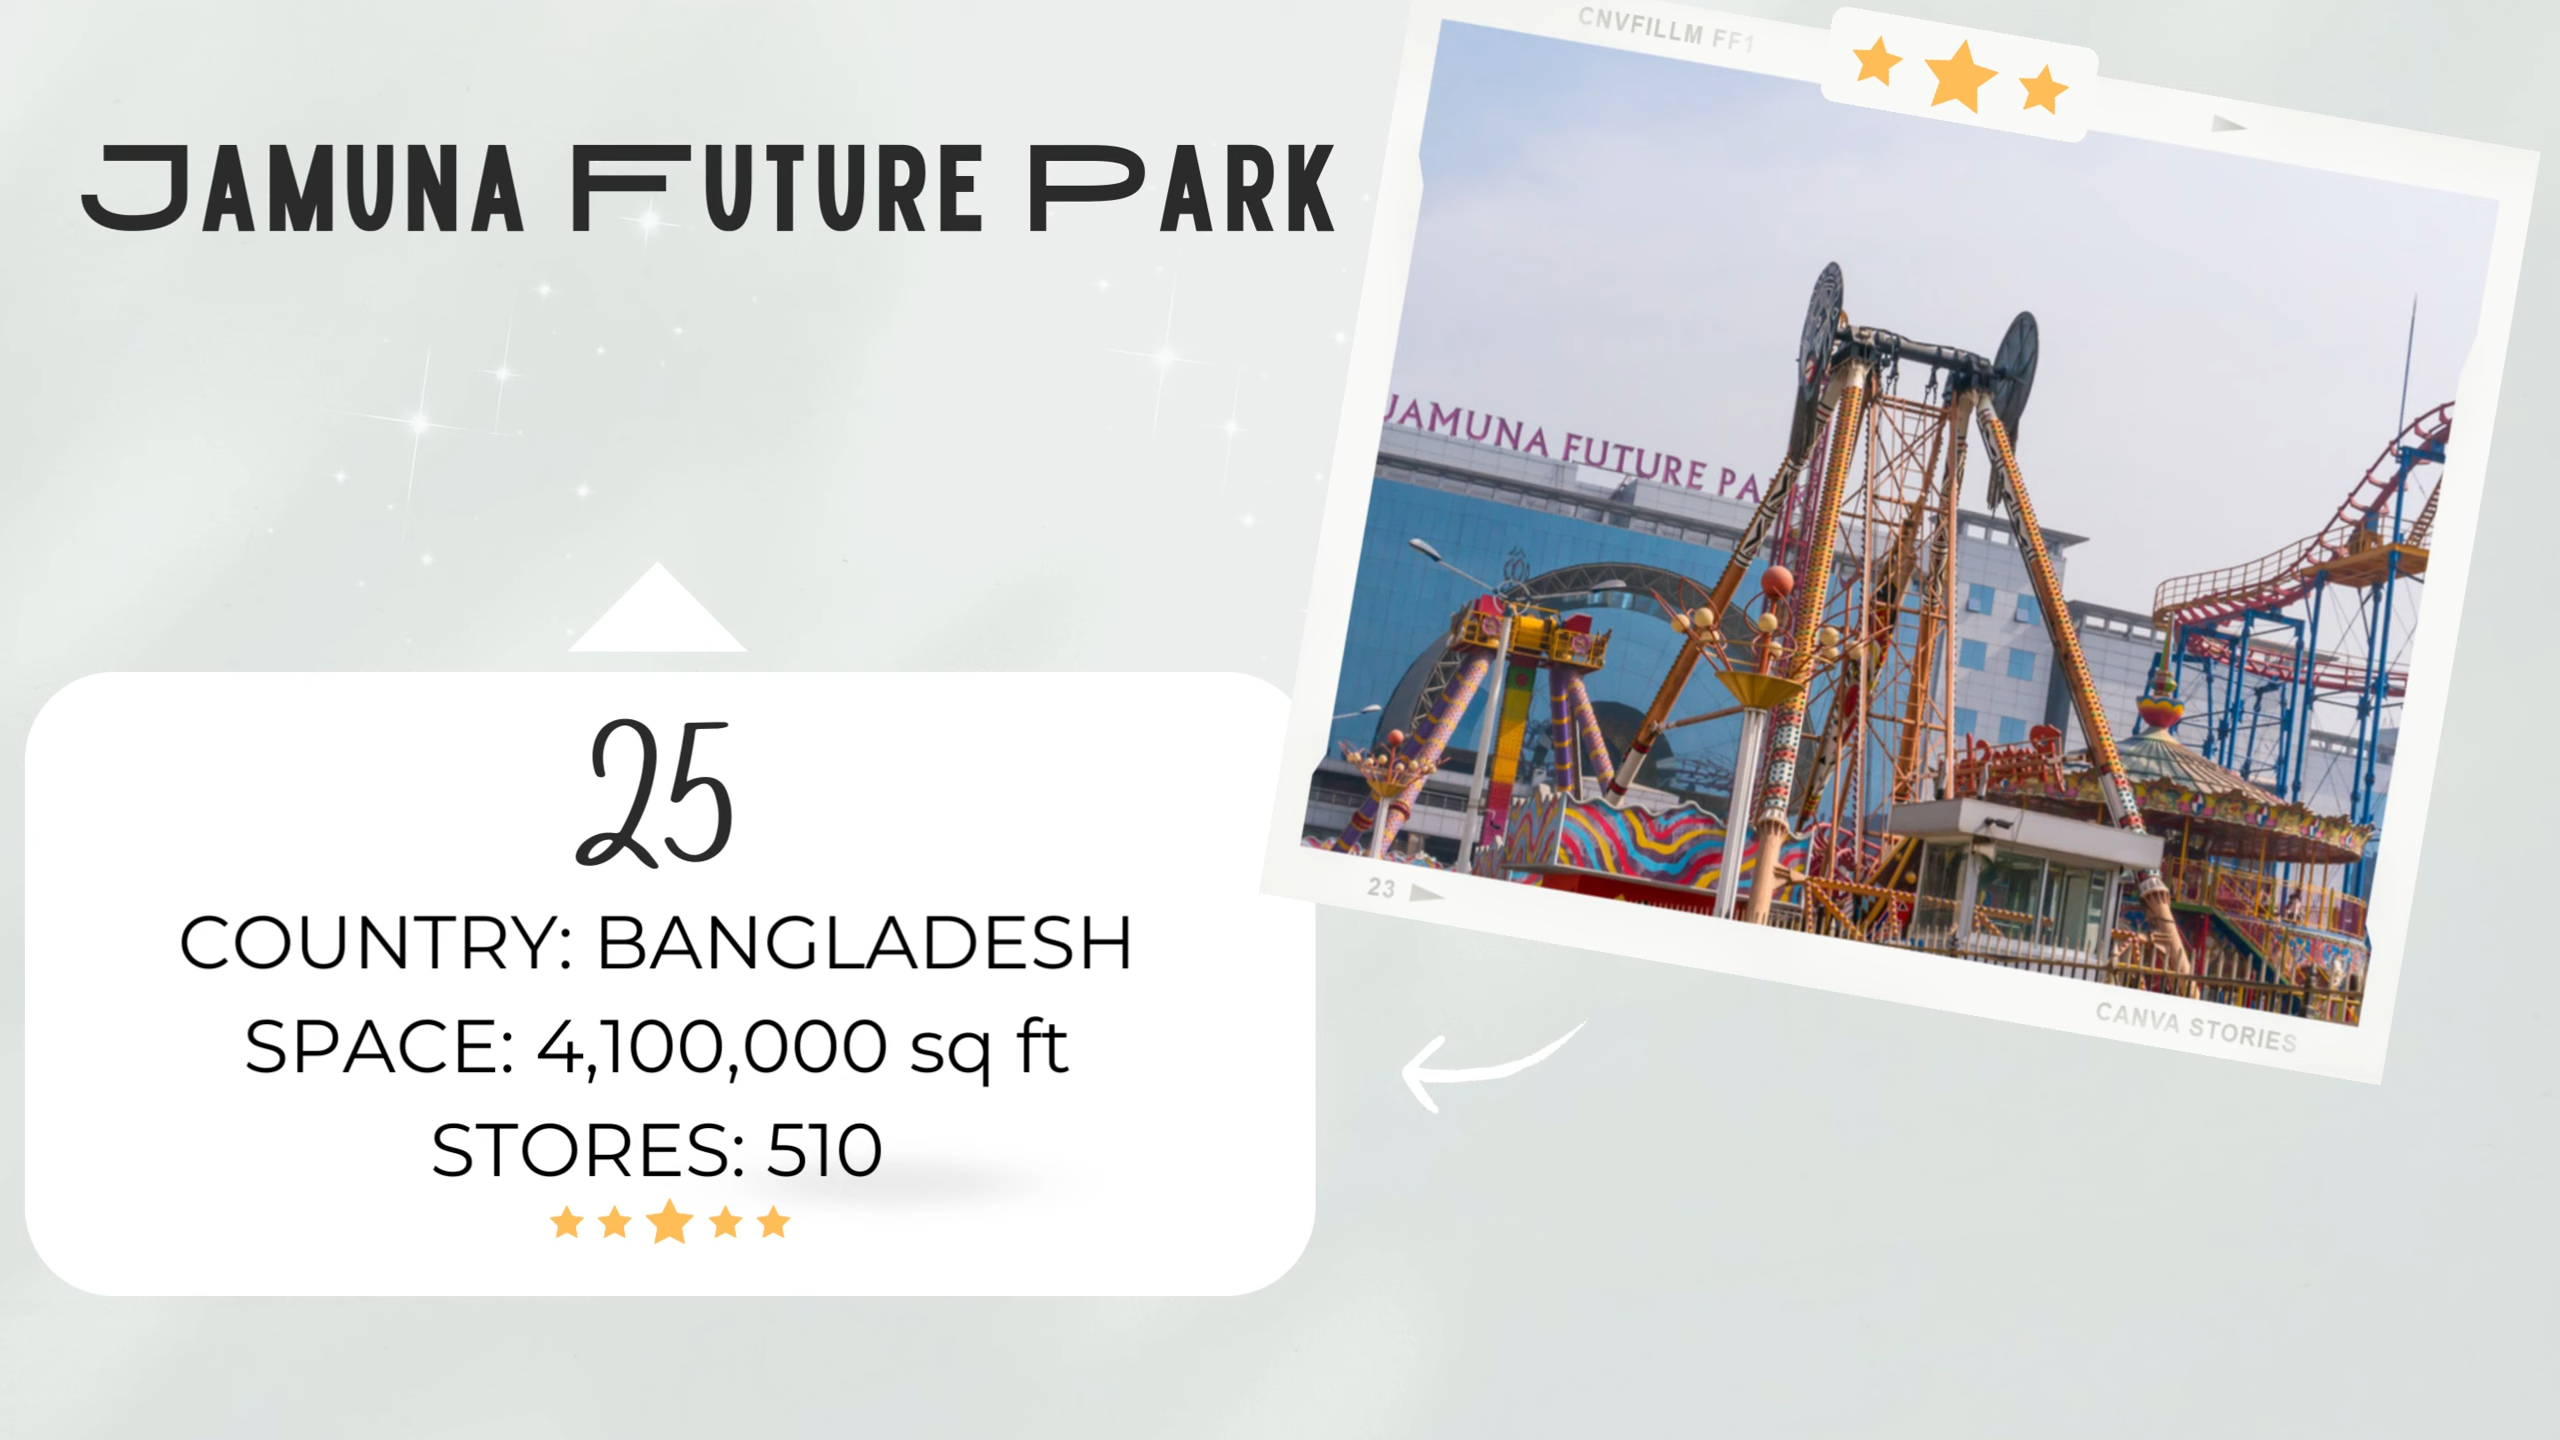 CNVFILLM FF1
JAMUNA FUTURE PARK
JAMUNA FUTURE PARK
25
COUNTRY: BANGLADESH
SPACE: 4,100,000 sq ft
STORES: 510
23
CANVA STORIES